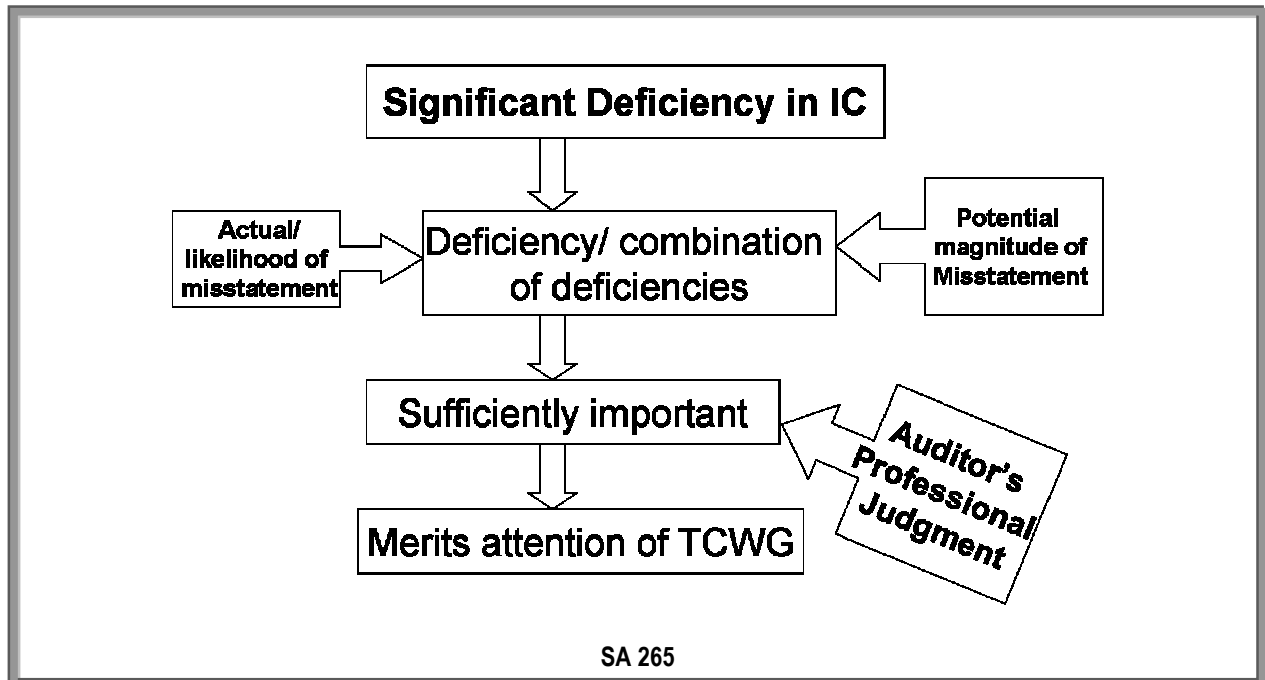 Significant Deficiency in IC
Actual/
likelihood of
misstatement
Deficiency/ combination
of deficiencies
Potential
magnitude of
Misstatement
Sufficiently important
Auditor's
Professional
Judgment
Merits attention of TCWG
SA 265